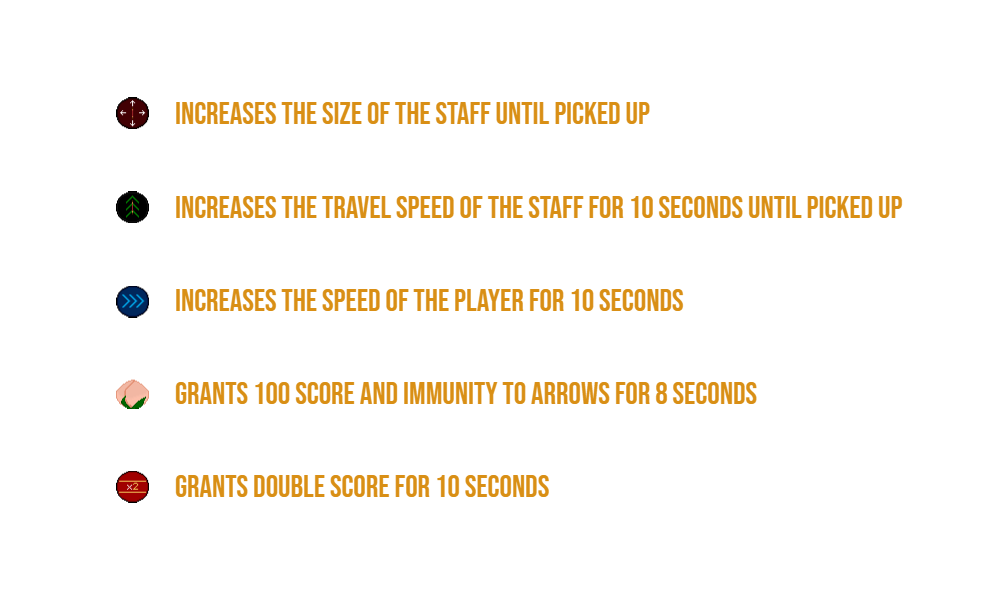 INCREASES THE SIZE OF THE STAFF UNTIL PICKED UP
INCREASES THE TRAVEL SPEED OF THE STAFF FOR 10 SECONDS UNTIL PICKED UP
INCREASES THE SPEED OF THE PLAYER FOR 10 SECONDS
GRANTS 100 SCORE AND IMMUNITY TO ARROWS FOR 8 SECONDS
x2 GRANTS DOUBLE SCORE FOR 10 SECONDS